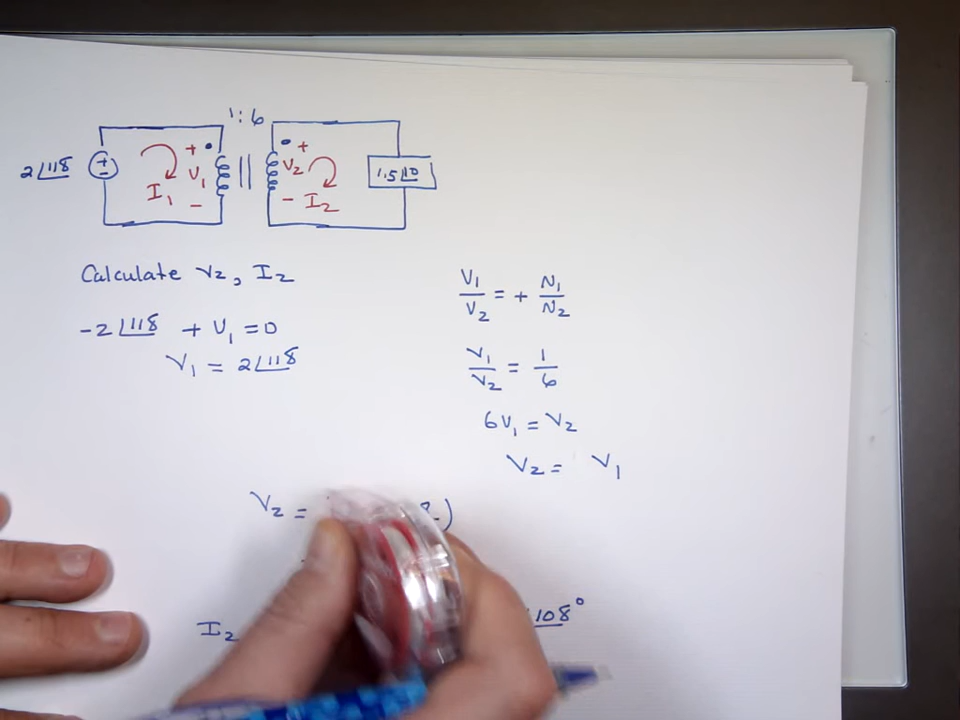 1:6
2∠118 + - I₁ + V₁ - + V₂ - I₂ 1.5∠10
Calculate V₂, I₂
-2∠118 + V₁ = 0
V₁ = 2∠118
V₁/V₂ = + N₁/N₂
V₁/V₂ = 1/6
6V₁ = V₂
V₂ = V₁
V₂ = )
I₂ ∠108°